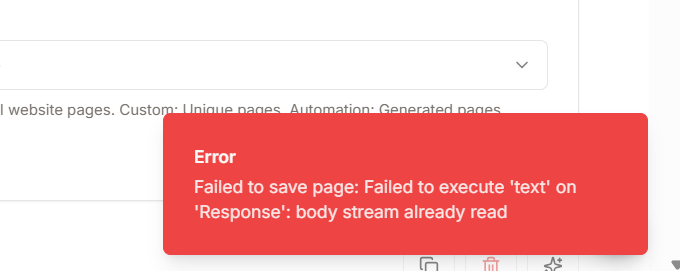 l website pages. Custom: Unique pages. Automation: Generated pages
Error
Failed to save page: Failed to execute 'text' on
'Response': body stream already read